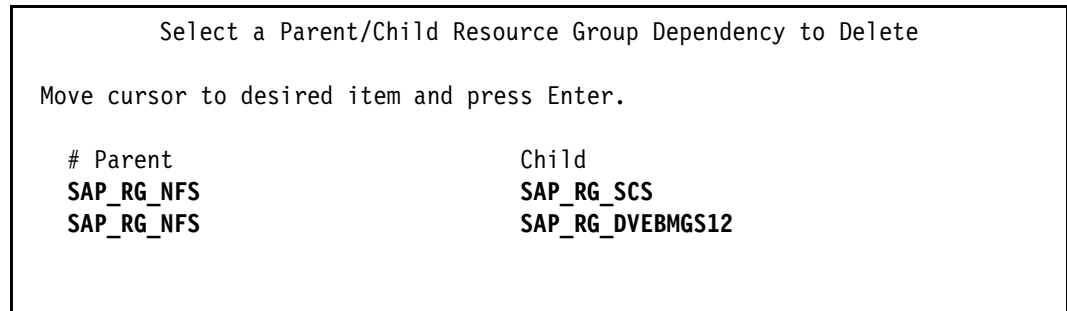 Select a Parent/Child Resource Group Dependency to Delete
Move cursor to desired item and press Enter.
# Parent Child
SAP_RG_NFS SAP_RG_SCS
SAP_RG_NFS SAP_RG_DVEBMGS12